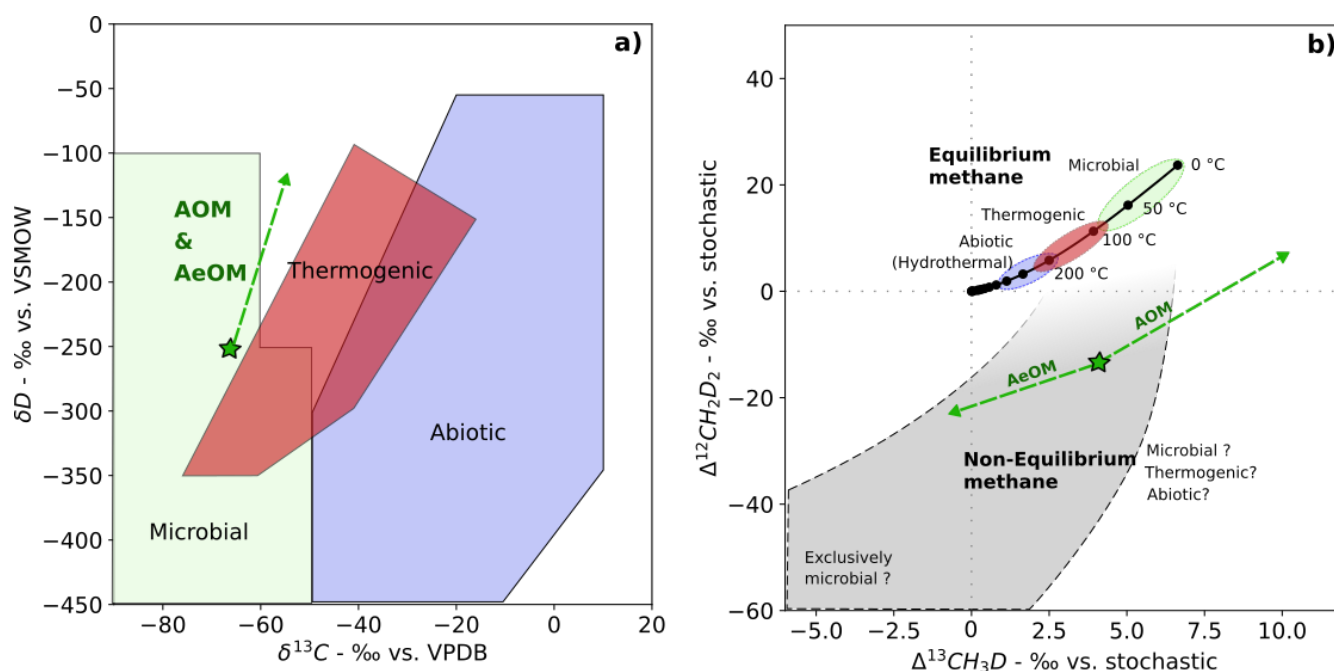 a)
0
−50
−100
−150
−200
−250
−300
−350
−400
−450
δD - ‰ vs. VSMOW
AOM
&
AeOM
Thermogenic
Abiotic
Microbial
−80
−60
−40
−20
0
20
δ¹³C - ‰ vs. VPDB
b)
40
20
0
−20
−40
−60
Δ¹²CH₂D₂ - ‰ vs. stochastic
Equilibrium
methane
Microbial
0 °C
50 °C
Thermogenic
100 °C
Abiotic
(Hydrothermal)
200 °C
AOM
AeOM
Non-Equilibrium
methane
Microbial ?
Thermogenic?
Abiotic?
Exclusively
microbial ?
−5.0
−2.5
0
2.5
5.0
7.5
10.0
Δ¹³CH₃D - ‰ vs. stochastic